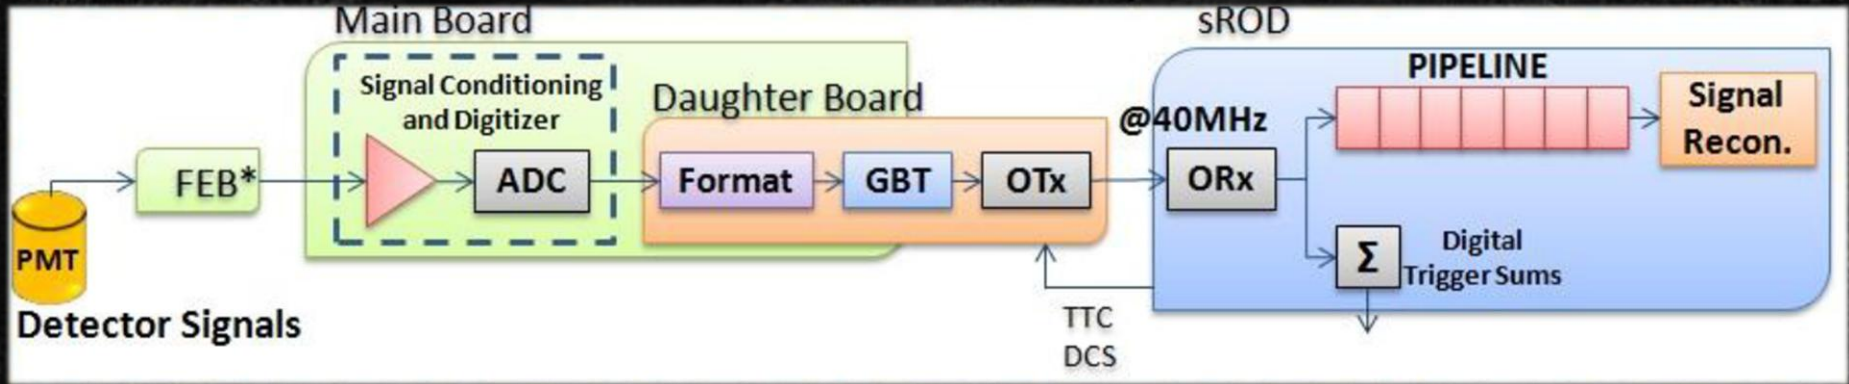 Main Board
sROD
Signal Conditioning
and Digitizer
Daughter Board
@40MHz
PIPELINE
Signal
Recon.
PMT
FEB*
ADC
Format
GBT
OTx
ORx
Σ
Digital
Trigger Sums
TTC
DCS
Detector Signals